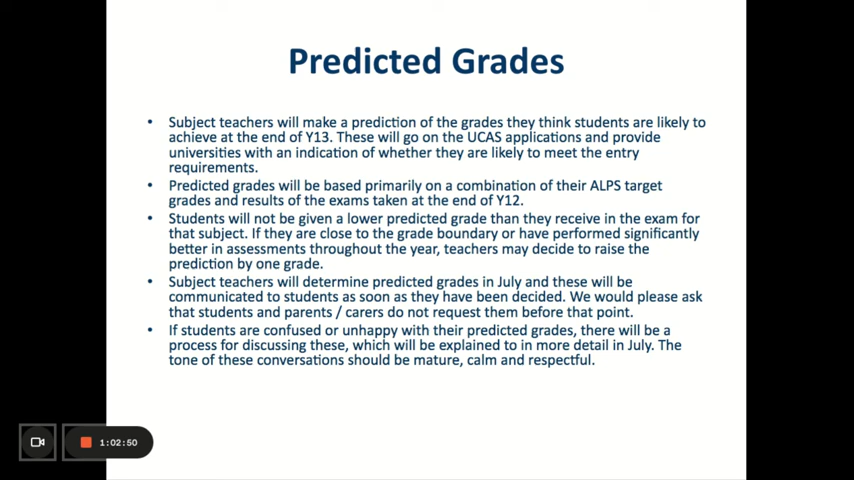 Predicted Grades
• Subject teachers will make a prediction of the grades they think students are likely to
achieve at the end of Y13. These will go on the UCAS applications and provide
universities with an indication of whether they are likely to meet the entry
requirements.
• Predicted grades will be based primarily on a combination of their ALPS target
grades and results of the exams taken at the end of Y12.
• Students will not be given a lower predicted grade than they receive in the exam for
that subject. If they are close to the grade boundary or have performed significantly
better in assessments throughout the year, teachers may decide to raise the
prediction by one grade.
• Subject teachers will determine predicted grades in July and these will be
communicated to students as soon as they have been decided. We would please ask
that students and parents / carers do not request them before that point.
• If students are confused or unhappy with their predicted grades, there will be a
process for discussing these, which will be explained to in more detail in July. The
tone of these conversations should be mature, calm and respectful.
1:02:50